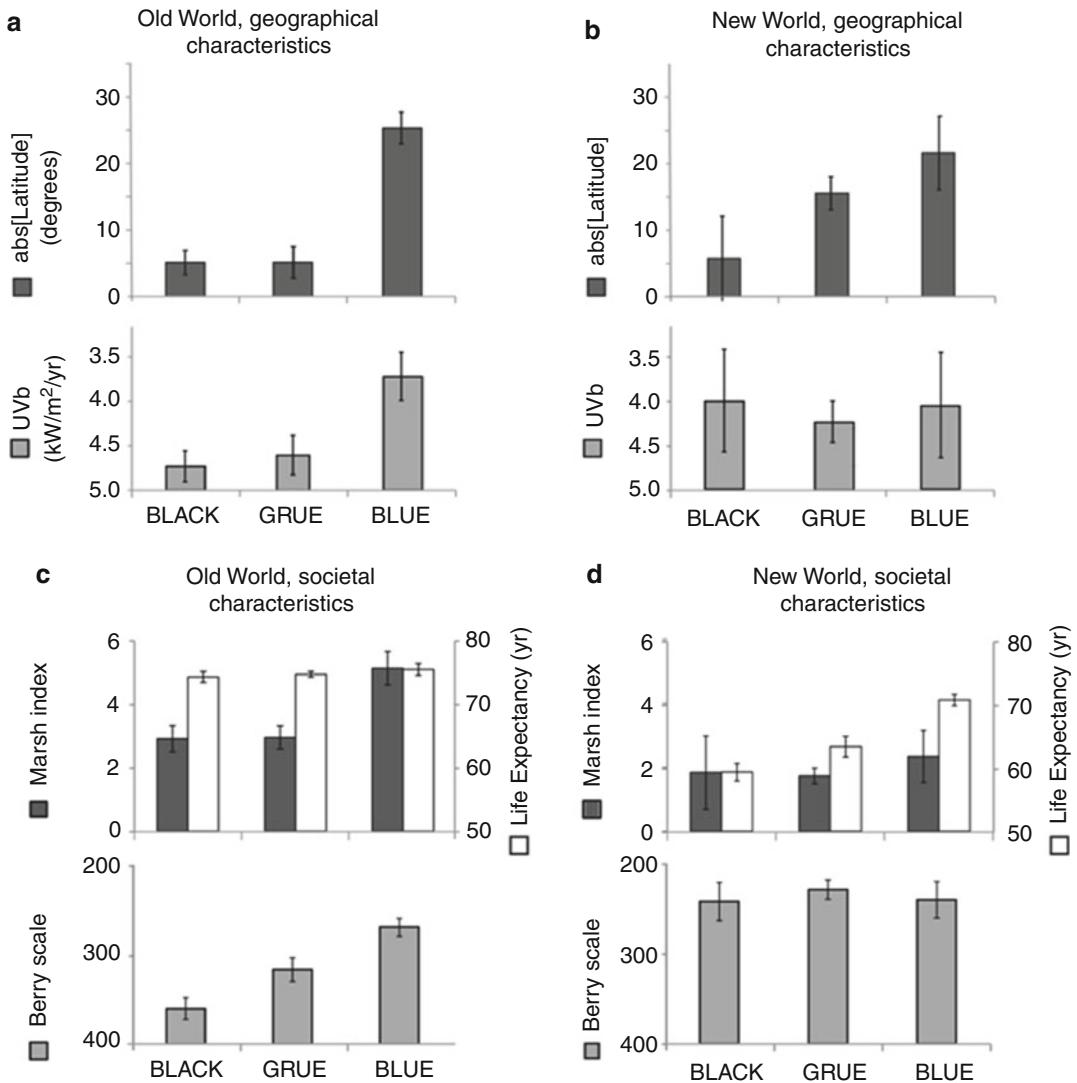 a
Old World, geographical
characteristics
abs[Latitude]
(degrees)
30
20
10
0
UVb
(kW/m²/yr)
3.5
4.0
4.5
5.0
BLACK GRUE BLUE
b
New World, geographical
characteristics
abs[Latitude]
30
20
10
0
UVb
3.5
4.0
4.5
5.0
BLACK GRUE BLUE
c
Old World, societal
characteristics
Marsh index
6
4
2
0
80
70
60
50
Life Expectancy (yr)
Berry scale
200
300
400
BLACK GRUE BLUE
d
New World, societal
characteristics
Marsh index
6
4
2
0
80
70
60
50
Life Expectancy (yr)
Berry scale
200
300
400
BLACK GRUE BLUE